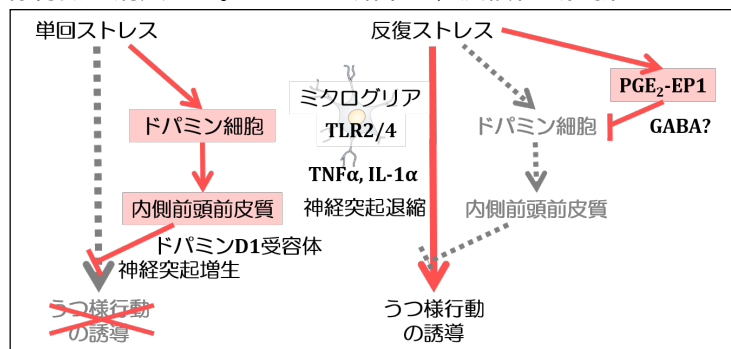 単回ストレス
ドパミン細胞
内側前頭前皮質
ドパミンD1受容体
神経突起増生
うつ様行動
の誘導
反復ストレス
ミクログリア
TLR2/4
TNFα, IL-1α
神経突起退縮
うつ様行動
の誘導
PGE₂-EP1
GABA?
ドパミン細胞
内側前頭前皮質